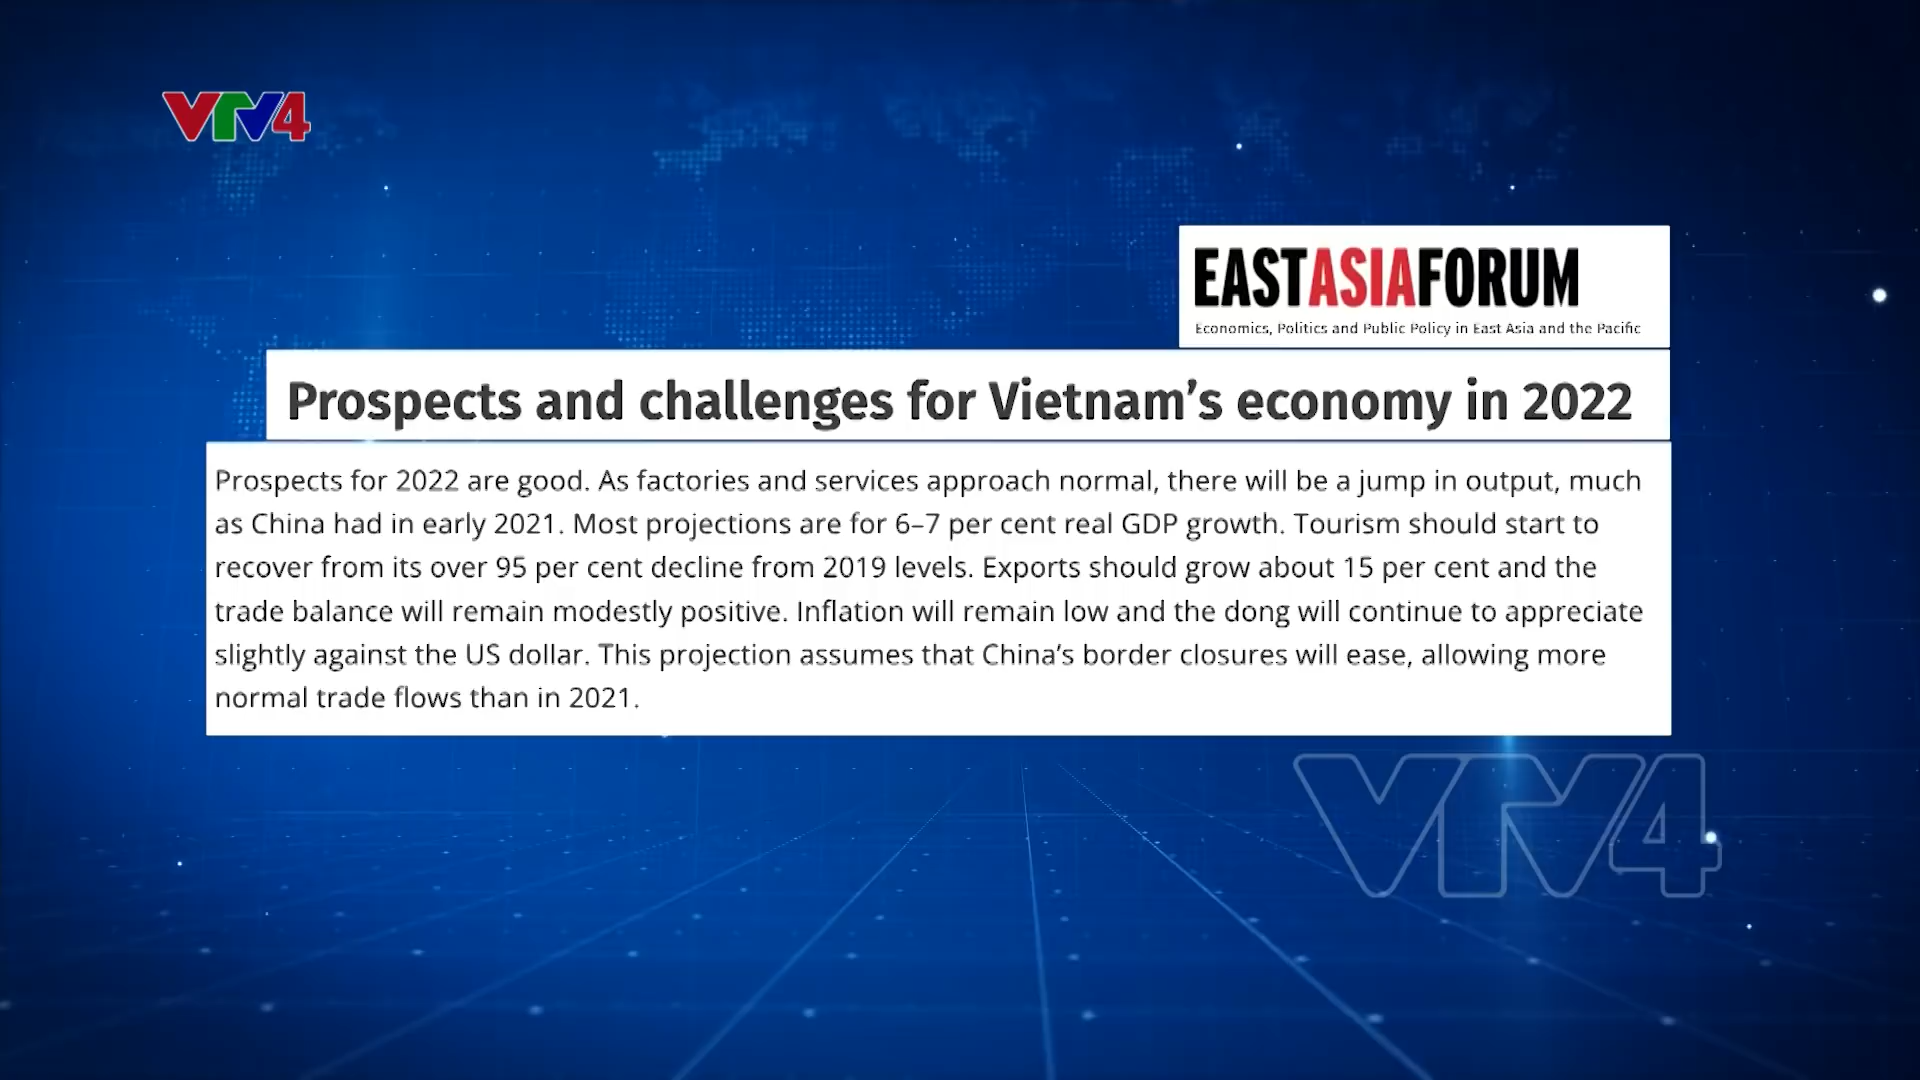 VTV4
EASTASIAFORUM
Economics, Politics and Public Policy in East Asia and the Pacific
Prospects and challenges for Vietnam’s economy in 2022
Prospects for 2022 are good. As factories and services approach normal, there will be a jump in output, much
as China had in early 2021. Most projections are for 6–7 per cent real GDP growth. Tourism should start to
recover from its over 95 per cent decline from 2019 levels. Exports should grow about 15 per cent and the
trade balance will remain modestly positive. Inflation will remain low and the dong will continue to appreciate
slightly against the US dollar. This projection assumes that China’s border closures will ease, allowing more
normal trade flows than in 2021.
VTV4